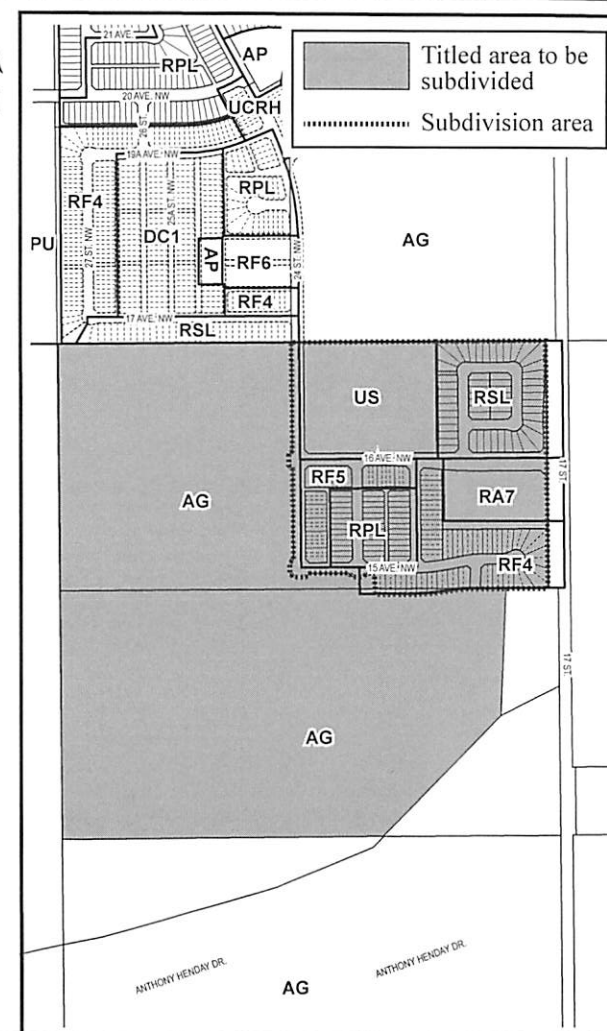 21 AVE.
RPL
AP
20 AVE. NW
UCRH
26 ST.
19A AVE. NW
RPL
RF4
27 ST. NW
25A ST. NW
DC1
PU
AP
RF6
24 ST. NW
AG
RF4
17 AVE. NW
RSL
Titled area to be
subdivided
Subdivision area
US
RSL
16 AVE. NW
RF5
RA7
17 ST.
AG
RPL
15 AVE. NW
RF4
17 ST.
AG
ANTHONY HENDAY DR.
ANTHONY HENDAY DR.
AG